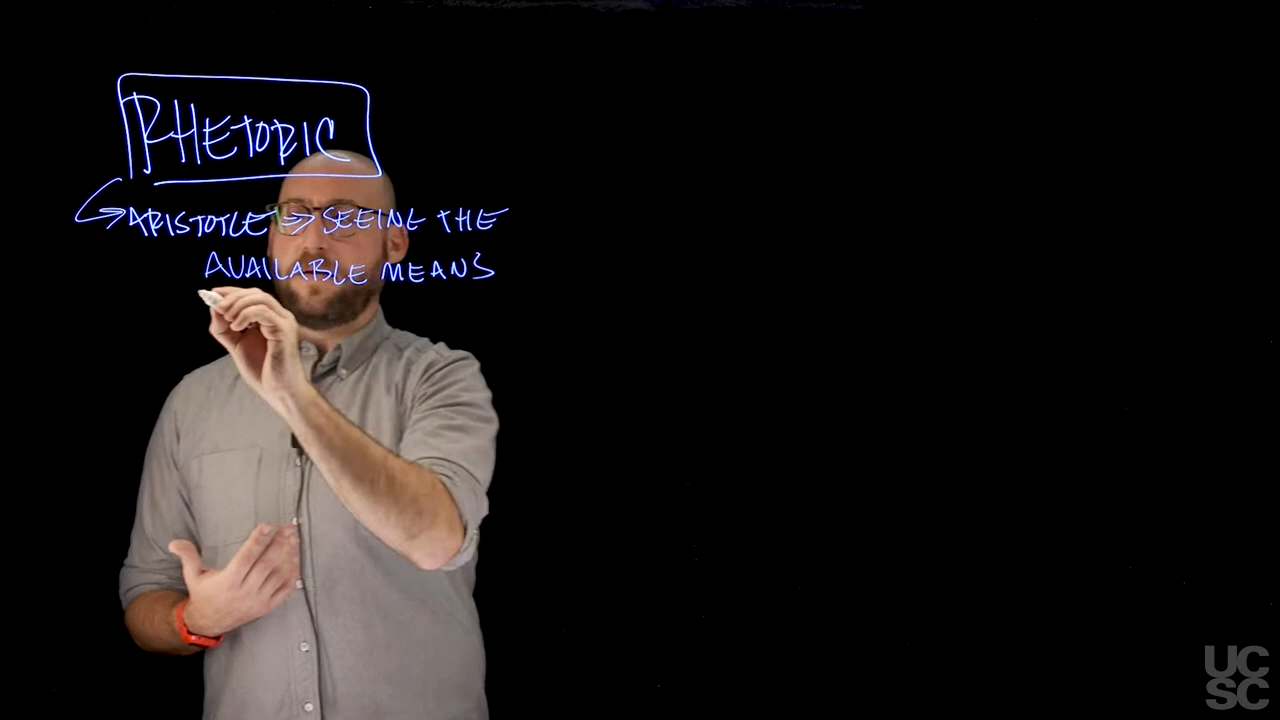 RHETORIC
→ ARISTOTLE → SEEING THE
AVAILABLE MEANS
UC
SC